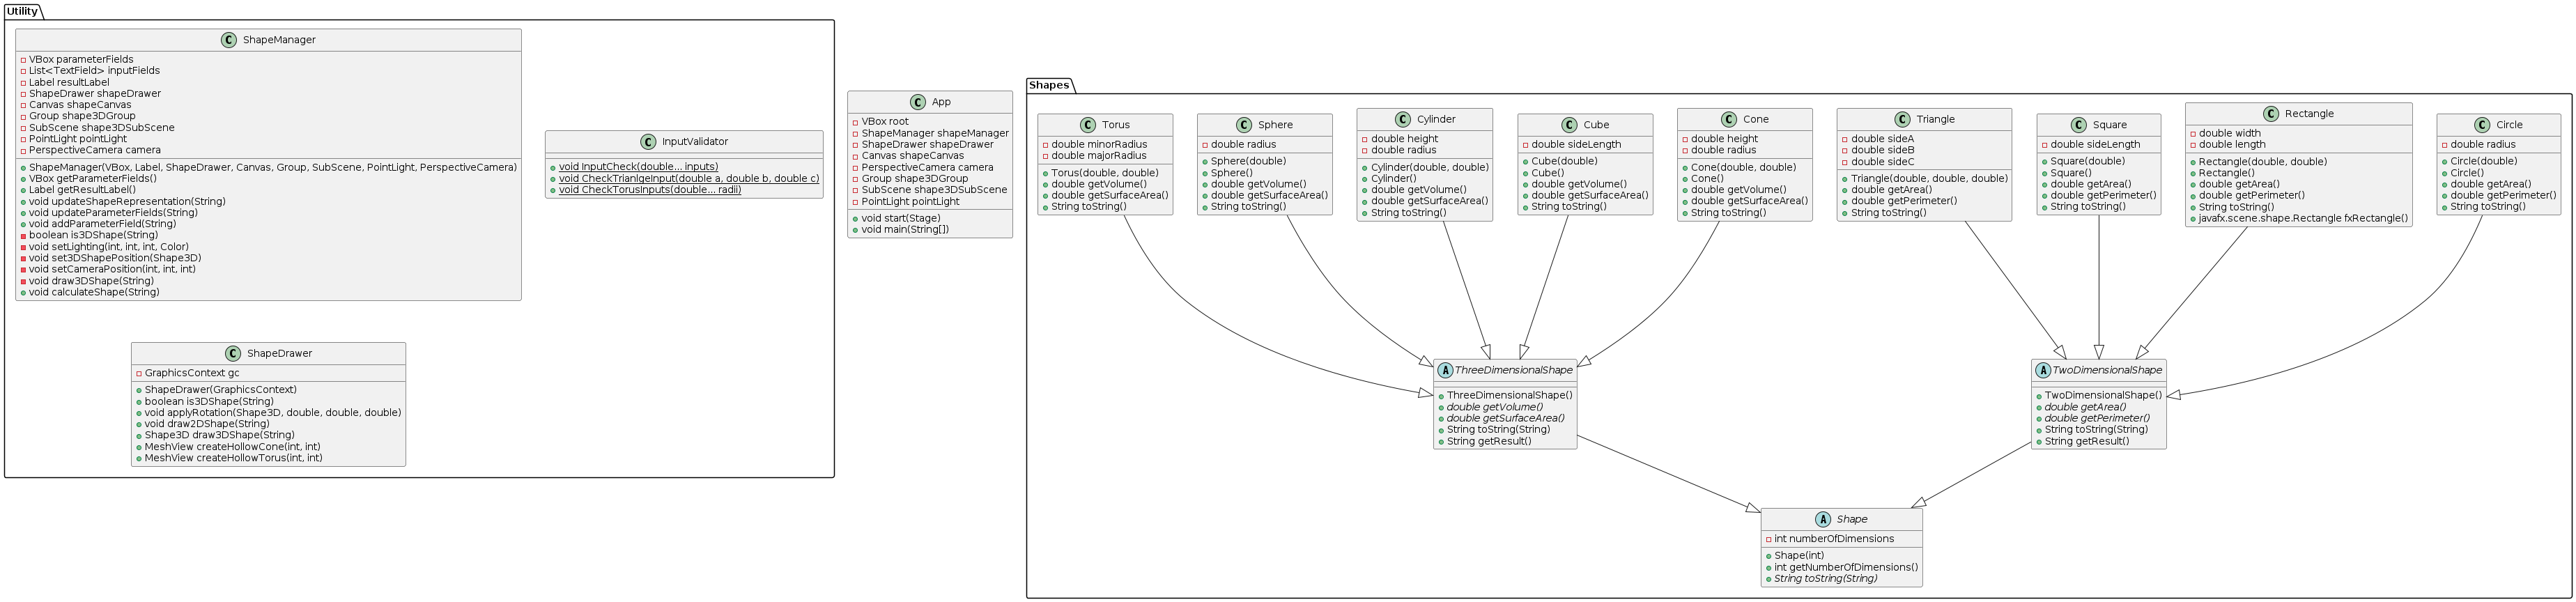 Utility
ShapeManager
VBox parameterFields
List<TextField> inputFields
Label resultLabel
ShapeDrawer shapeDrawer
Canvas shapeCanvas
Group shape3DGroup
SubScene shape3DSubScene
PointLight pointLight
PerspectiveCamera camera
ShapeManager(VBox, Label, ShapeDrawer, Canvas, Group, SubScene, PointLight, PerspectiveCamera)
VBox getParameterFields()
Label getResultLabel()
void updateShapeRepresentation(String)
void updateParameterFields(String)
void addParameterField(String)
boolean is3DShape(String)
void setLighting(int, int, int, Color)
void set3DShapePosition(Shape3D)
void setCameraPosition(int, int, int)
void draw3DShape(String)
void calculateShape(String)
InputValidator
void InputCheck(double... inputs)
void CheckTrianlgeInput(double a, double b, double c)
void CheckTorusInputs(double... radii)
ShapeDrawer
GraphicsContext gc
ShapeDrawer(GraphicsContext)
boolean is3DShape(String)
void applyRotation(Shape3D, double, double, double)
void draw2DShape(String)
Shape3D draw3DShape(String)
MeshView createHollowCone(int, int)
MeshView createHollowTorus(int, int)
App
VBox root
ShapeManager shapeManager
ShapeDrawer shapeDrawer
Canvas shapeCanvas
PerspectiveCamera camera
Group shape3DGroup
SubScene shape3DSubScene
PointLight pointLight
void start(Stage)
void main(String[])
Shapes
Torus
double minorRadius
double majorRadius
Torus(double, double)
double getVolume()
double getSurfaceArea()
String toString()
Sphere
double radius
Sphere(double)
Sphere()
double getVolume()
double getSurfaceArea()
String toString()
Cylinder
double height
double radius
Cylinder(double, double)
Cylinder()
double getVolume()
double getSurfaceArea()
String toString()
Cube
double sideLength
Cube(double)
Cube()
double getVolume()
double getSurfaceArea()
String toString()
Cone
double height
double radius
Cone(double, double)
Cone()
double getVolume()
double getSurfaceArea()
String toString()
Triangle
double sideA
double sideB
double sideC
Triangle(double, double, double)
double getArea()
double getPerimeter()
String toString()
Square
double sideLength
Square(double)
Square()
double getArea()
double getPerimeter()
String toString()
Rectangle
double width
double length
Rectangle(double, double)
Rectangle()
double getArea()
double getPerimeter()
String toString()
javafx.scene.shape.Rectangle fxRectangle()
Circle
double radius
Circle(double)
Circle()
double getArea()
double getPerimeter()
String toString()
ThreeDimensionalShape
ThreeDimensionalShape()
double getVolume()
double getSurfaceArea()
String toString(String)
String getResult()
TwoDimensionalShape
TwoDimensionalShape()
double getArea()
double getPerimeter()
String toString(String)
String getResult()
Shape
int numberOfDimensions
Shape(int)
int getNumberOfDimensions()
String toString(String)